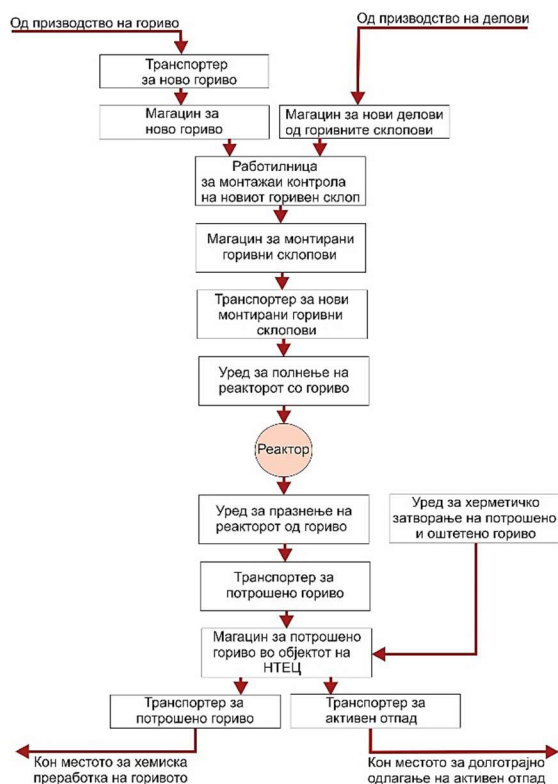 Од призводство на гориво
Од призводство на делови
Транспортер
за ново гориво
Магацин за
ново гориво
Магацин за нови делови
од горивните склопови
Работилница
за монтажаи контрола
на новиот горивен склоп
Магацин за монтирани
горивни склопови
Транспортер за нови
монтирани горивни
склопови
Уред за полнење на
реакторот со гориво
Реактор
Уред за празнење на
реакторот од гориво
Уред за херметичко
затворање на потрошено
и оштетено гориво
Транспортер за
потрошено гориво
Магацин за потрошено
гориво во објектот на
НТЕЦ
Транспортер за
потрошено гориво
Транспортер за
активен отпад
Кон местото за хемиска
преработка на горивото
Кон местото за долготрајно
одлагање на активен отпад